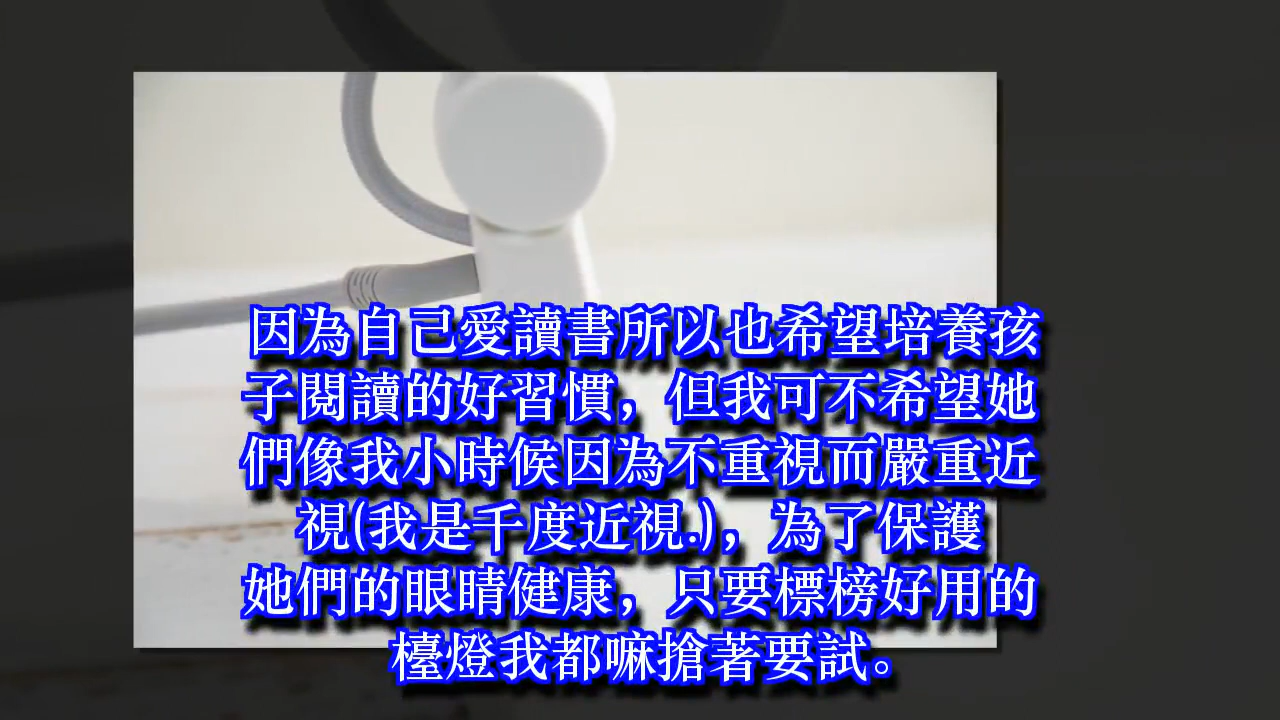 因為自己愛讀書所以也希望培養孩
子閱讀的好習慣，但我可不希望她
們像我小時候因為不重視而嚴重近
視(我是千度近視.)，為了保護
她們的眼睛健康，只要標榜好用的
檯燈我都嘛搶著要試。